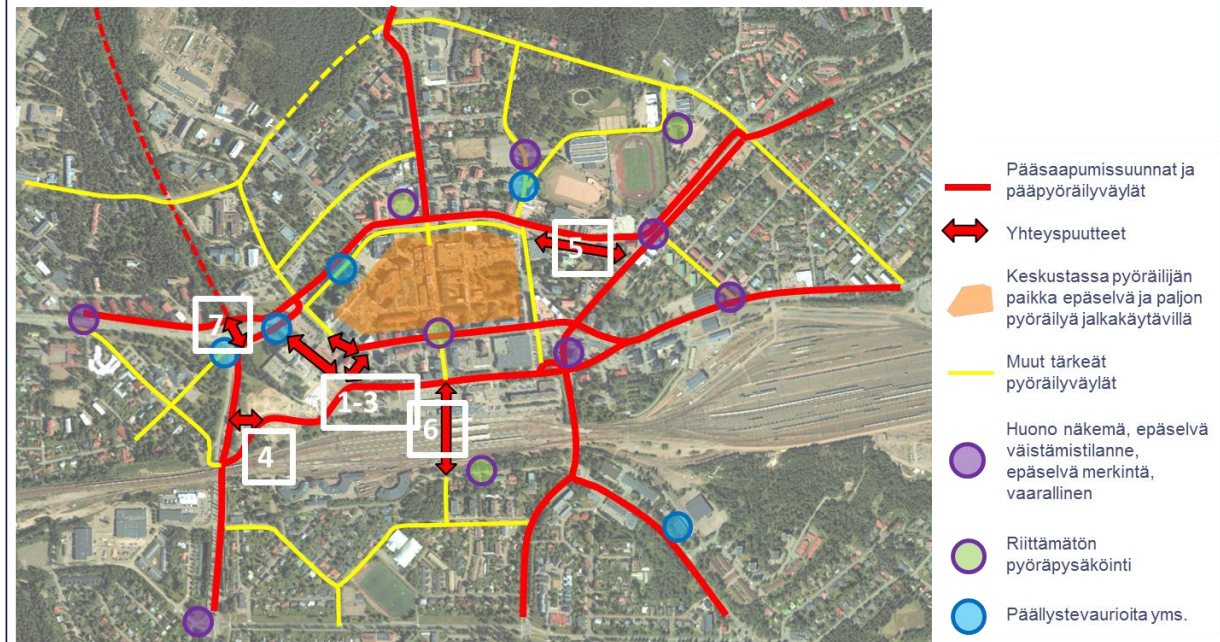 5
7
1-3
6
4
Pääsaapumissuunnat ja
pääpyöräilyväylät
Yhteyspuutteet
Keskustassa pyöräilijän
paikka epäselvä ja paljon
pyöräilyä jalkakäytävillä
Muut tärkeät
pyöräilyväylät
Huono näkemä, epäselvä
väistämistilanne,
epäselvä merkintä,
vaarallinen
Riittämätön
pyöräpysäköinti
Päällystevaurioita yms.